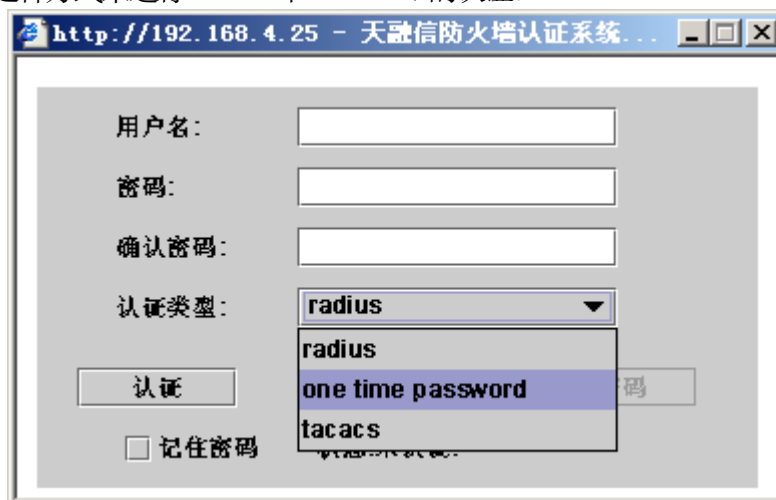 http://192.168.4.25 - 天融信防火墙认证系统...
用户名:
密码:
确认密码:
认证类型: radius
radius
认证 one time password 码
tacacs
记住密码